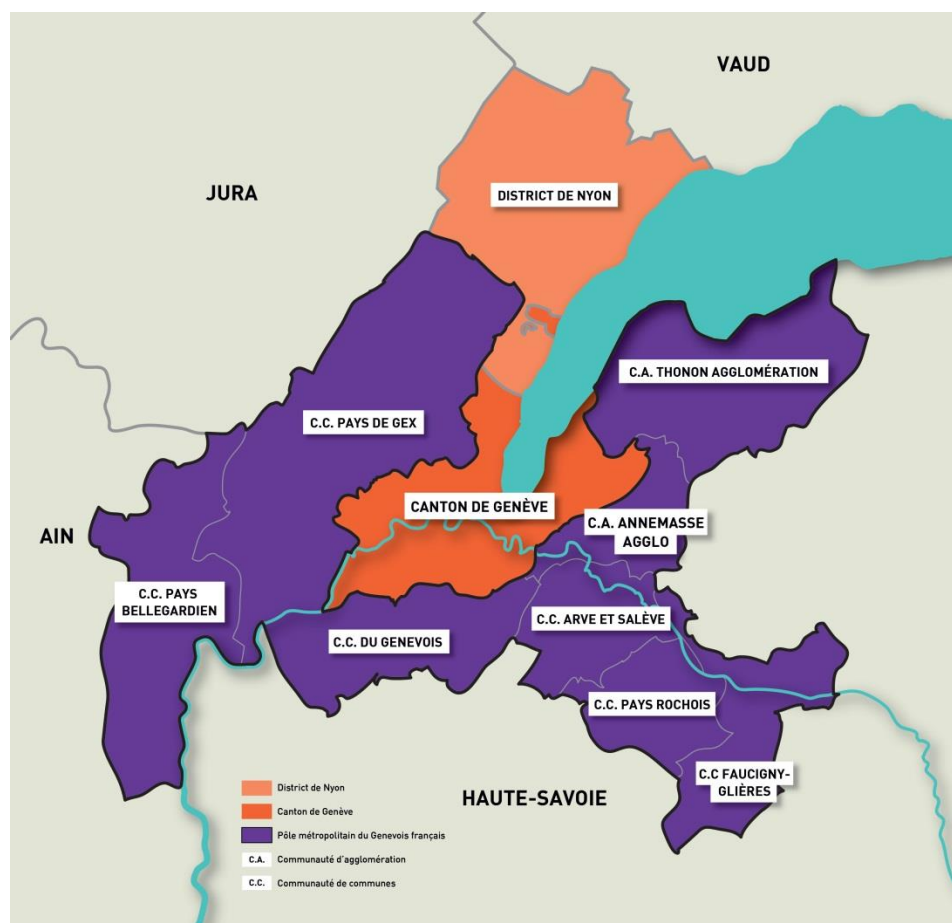 VAUD
JURA
DISTRICT DE NYON
C.A. THONON AGGLOMÉRATION
C.C. PAYS DE GEX
CANTON DE GENÈVE
C.A. ANNEMASSE
AGGLO
AIN
C.C. PAYS
BELLEGARDIEN
C.C. ARVE ET SALÈVE
C.C. DU GENEVOIS
C.C. PAYS ROCHOIS
C.C FAUCIGNY-
GLIÈRES
HAUTE-SAVOIE
District de Nyon
Canton de Genève
Pôle métropolitain du Genevois français
C.A. Communauté d'agglomération
C.C. Communauté de communes